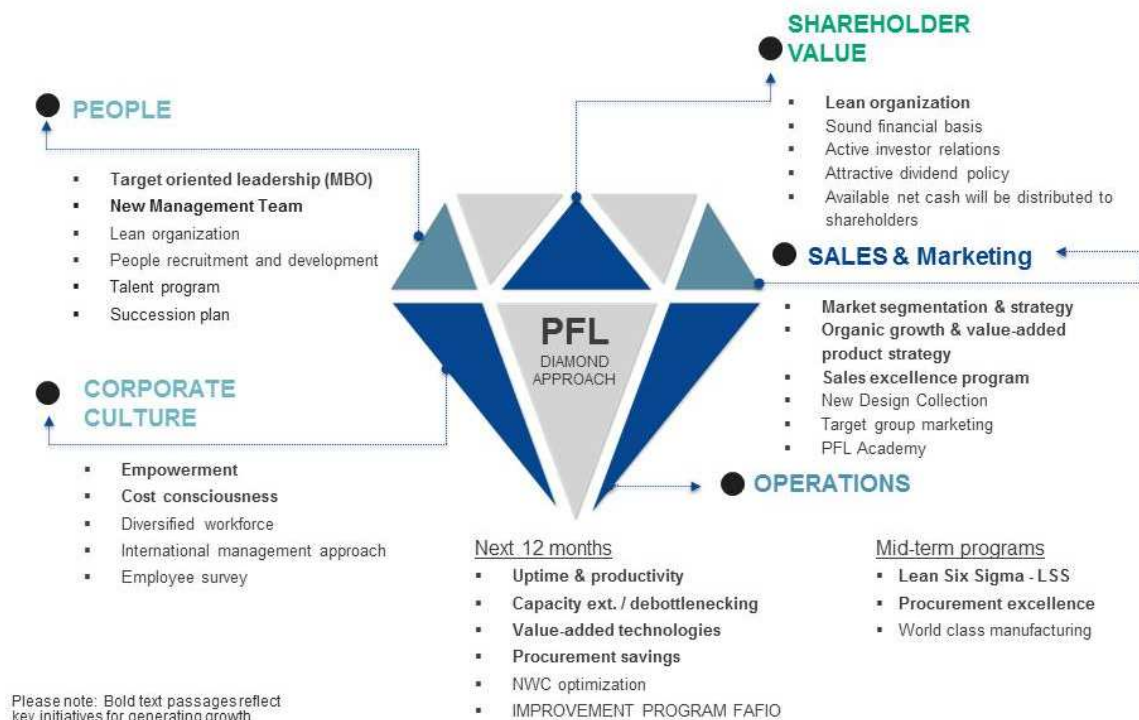 SHAREHOLDER
VALUE
Lean organization
Sound financial basis
Active investor relations
Attractive dividend policy
Available net cash will be distributed to
shareholders
PEOPLE
Target oriented leadership (MBO)
New Management Team
Lean organization
People recruitment and development
Talent program
Succession plan
SALES & Marketing
Market segmentation & strategy
Organic growth & value-added
product strategy
Sales excellence program
New Design Collection
Target group marketing
PFL Academy
PFL
DIAMOND
APPROACH
CORPORATE
CULTURE
Empowerment
Cost consciousness
Diversified workforce
International management approach
Employee survey
OPERATIONS
Next 12 months
Uptime & productivity
Capacity ext. / debottlenecking
Value-added technologies
Procurement savings
NWC optimization
IMPROVEMENT PROGRAM FAFIO
Mid-term programs
Lean Six Sigma - LSS
Procurement excellence
World class manufacturing
Please note: Bold text passages reflect
key initiatives for generating growth